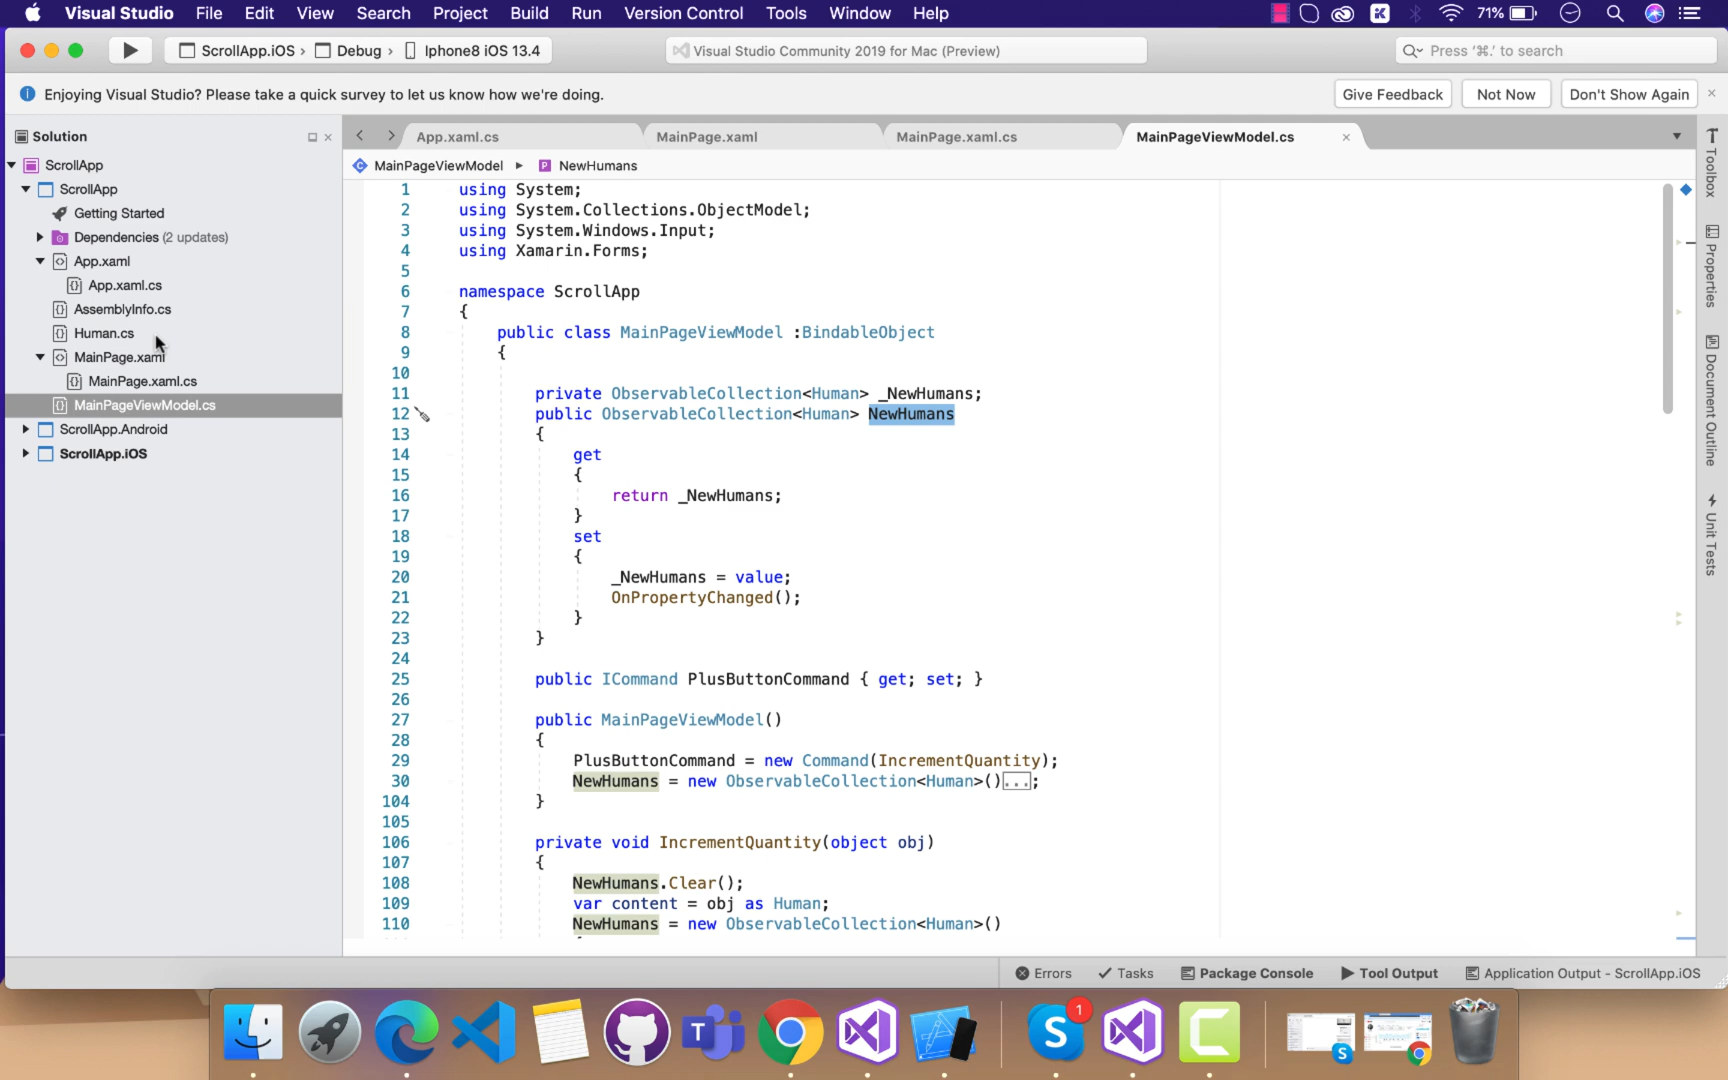 Visual Studio File Edit View Search Project Build Run Version Control Tools Window Help 71%
ScrollApp.iOS › Debug › Iphone8 iOS 13.4 Visual Studio Community 2019 for Mac (Preview) Press ‘⌘.’ to search
Enjoying Visual Studio? Please take a quick survey to let us know how we're doing. Give Feedback Not Now Don't Show Again
Solution
ScrollApp
ScrollApp
Getting Started
Dependencies (2 updates)
App.xaml
App.xaml.cs
AssemblyInfo.cs
Human.cs
MainPage.xaml
MainPage.xaml.cs
MainPageViewModel.cs
ScrollApp.Android
ScrollApp.iOS
App.xaml.cs MainPage.xaml MainPage.xaml.cs MainPageViewModel.cs
MainPageViewModel NewHumans
1 using System;
2 using System.Collections.ObjectModel;
3 using System.Windows.Input;
4 using Xamarin.Forms;
5
6 namespace ScrollApp
7 {
8 public class MainPageViewModel :BindableObject
9 {
10
11 private ObservableCollection<Human> _NewHumans;
12 public ObservableCollection<Human> NewHumans
13 {
14 get
15 {
16 return _NewHumans;
17 }
18 set
19 {
20 _NewHumans = value;
21 OnPropertyChanged();
22 }
23 }
24
25 public ICommand PlusButtonCommand { get; set; }
26
27 public MainPageViewModel()
28 {
29 PlusButtonCommand = new Command(IncrementQuantity);
30 NewHumans = new ObservableCollection<Human>()...;
104 }
105
106 private void IncrementQuantity(object obj)
107 {
108 NewHumans.Clear();
109 var content = obj as Human;
110 NewHumans = new ObservableCollection<Human>()
Toolbox
Properties
Document Outline
Unit Tests
Errors Tasks Package Console Tool Output Application Output - ScrollApp.iOS
1